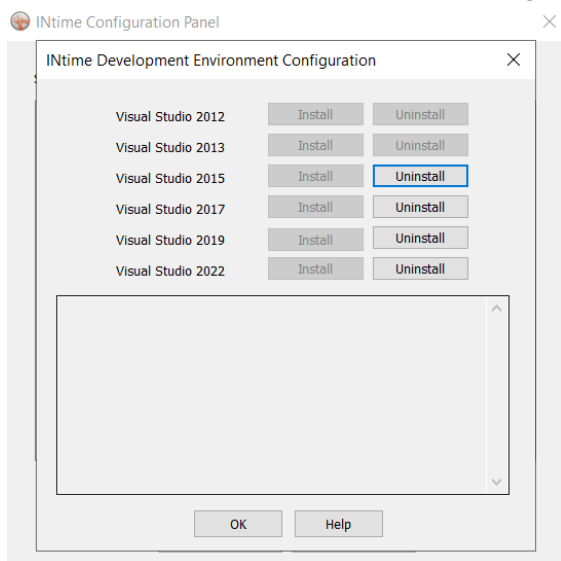 INtime Configuration Panel
INtime Development Environment Configuration
Visual Studio 2012 Install Uninstall
Visual Studio 2013 Install Uninstall
Visual Studio 2015 Install Uninstall
Visual Studio 2017 Install Uninstall
Visual Studio 2019 Install Uninstall
Visual Studio 2022 Install Uninstall
OK Help